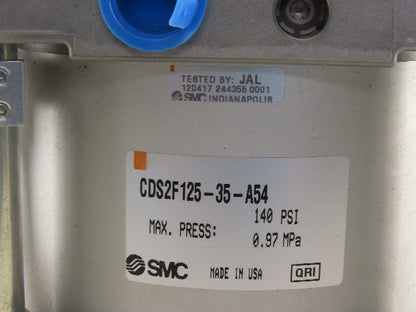 TESTED BY: JAL
120417 244356 0001
SMC INDIANAPOLIS
CDS2F125-35-A54
140 PSI
MAX. PRESS:
0.97 MPa
SMC MADE IN USA QRI